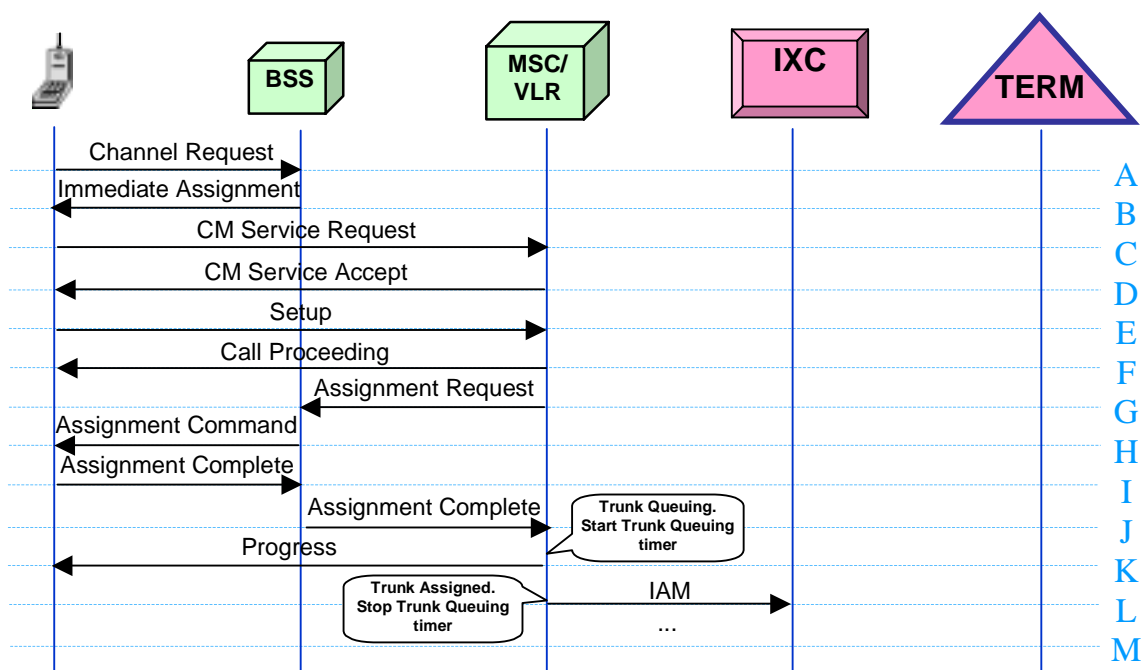 BSS
MSC/
VLR
IXC
TERM
Channel Request
A
Immediate Assignment
B
CM Service Request
C
CM Service Accept
D
Setup
E
Call Proceeding
F
Assignment Request
G
Assignment Command
H
Assignment Complete
I
Assignment Complete
Trunk Queuing.
Start Trunk Queuing
timer
J
Progress
K
Trunk Assigned.
Stop Trunk Queuing
timer
IAM
L
...
M